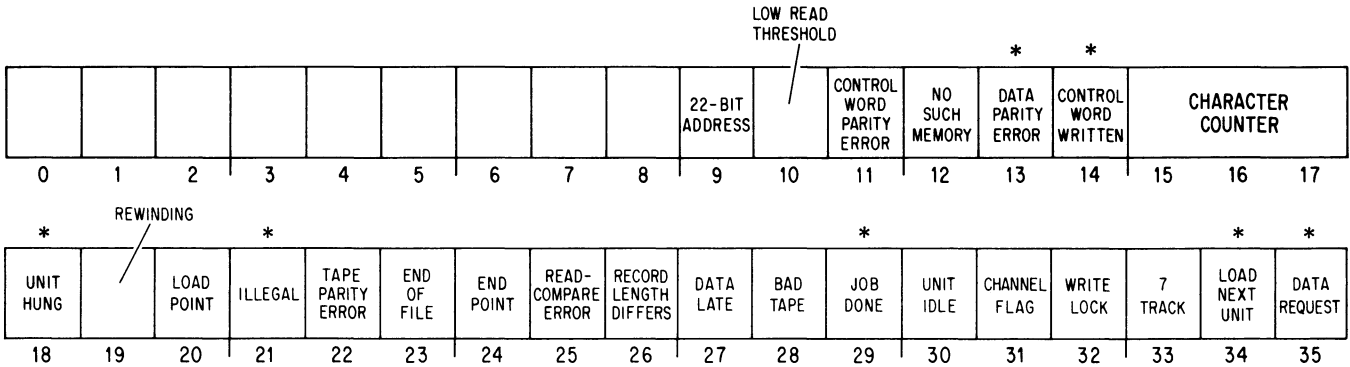 LOW READ
THRESHOLD
* *
22-BIT
ADDRESS
CONTROL
WORD
PARITY
ERROR
NO
SUCH
MEMORY
DATA
PARITY
ERROR
CONTROL
WORD
WRITTEN
CHARACTER
COUNTER
0 1 2 3 4 5 6 7 8 9 10 11 12 13 14 15 16 17
REWINDING
* * * * *
UNIT
HUNG
LOAD
POINT
ILLEGAL
TAPE
PARITY
ERROR
END
OF
FILE
END
POINT
READ-
COMPARE
ERROR
RECORD
LENGTH
DIFFERS
DATA
LATE
BAD
TAPE
JOB
DONE
UNIT
IDLE
CHANNEL
FLAG
WRITE
LOCK
7
TRACK
LOAD
NEXT
UNIT
DATA
REQUEST
18 19 20 21 22 23 24 25 26 27 28 29 30 31 32 33 34 35